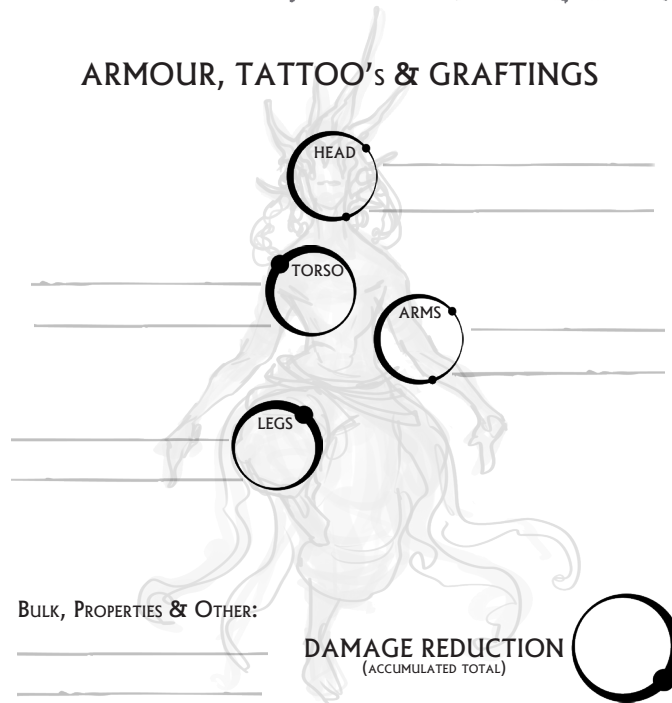 ARMOUR, TATTOO's & GRAFTINGS
HEAD
TORSO
ARMS
LEGS
BULK, PROPERTIES & OTHER:
DAMAGE REDUCTION
(ACCUMULATED TOTAL)